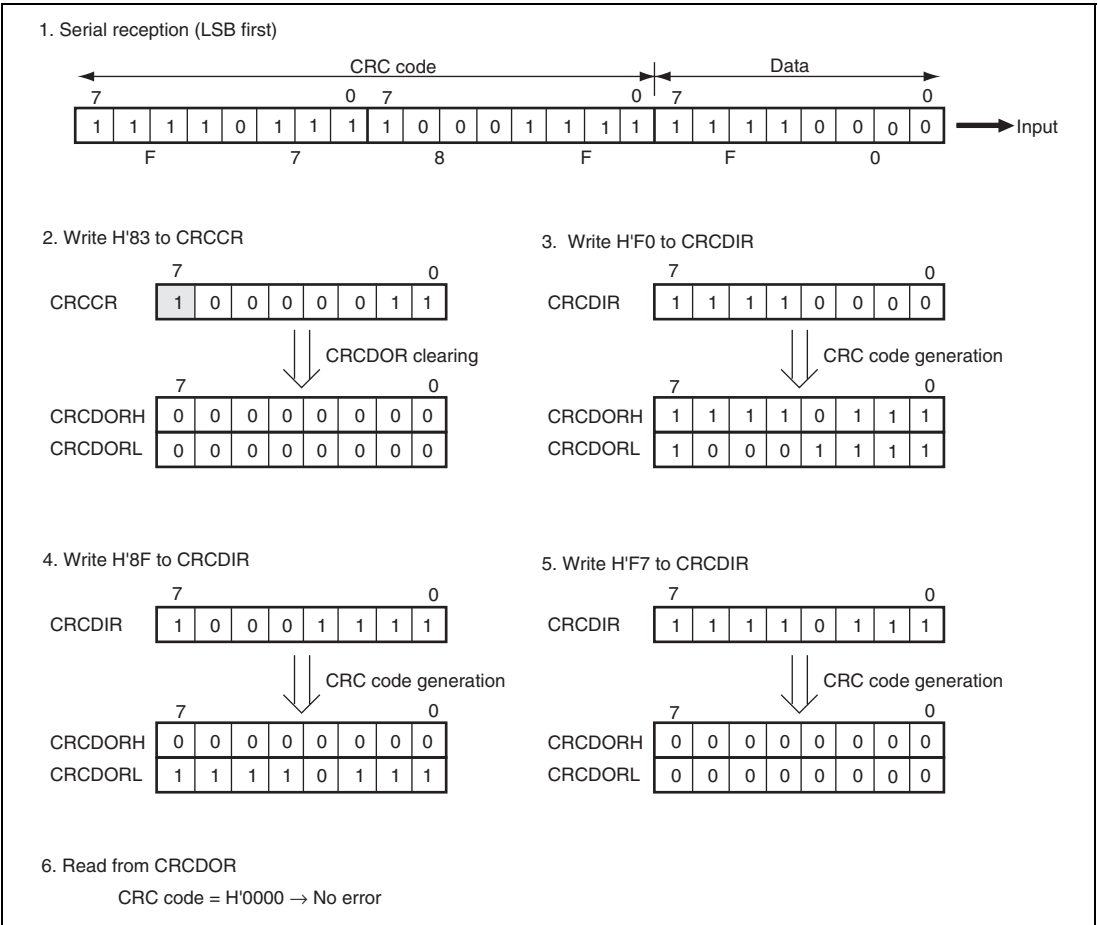 1. Serial reception (LSB first)
CRC code Data
7 0 7 0 7 0
1 1 1 1 0 1 1 1 1 0 0 0 1 1 1 1 1 1 1 1 0 0 0 0 Input
F 7 8 F F 0
2. Write H'83 to CRCCR
7 0
CRCCR 1 0 0 0 0 0 1 1
CRCDOR clearing
7 0
CRCDORH 0 0 0 0 0 0 0 0
CRCDORL 0 0 0 0 0 0 0 0
3. Write H'F0 to CRCDIR
7 0
CRCDIR 1 1 1 1 0 0 0 0
CRC code generation
7 0
CRCDORH 1 1 1 1 0 1 1 1
CRCDORL 1 0 0 0 1 1 1 1
4. Write H'8F to CRCDIR
7 0
CRCDIR 1 0 0 0 1 1 1 1
CRC code generation
7 0
CRCDORH 0 0 0 0 0 0 0 0
CRCDORL 1 1 1 1 0 1 1 1
5. Write H'F7 to CRCDIR
7 0
CRCDIR 1 1 1 1 0 1 1 1
CRC code generation
7 0
CRCDORH 0 0 0 0 0 0 0 0
CRCDORL 0 0 0 0 0 0 0 0
6. Read from CRCDOR
CRC code = H'0000 → No error